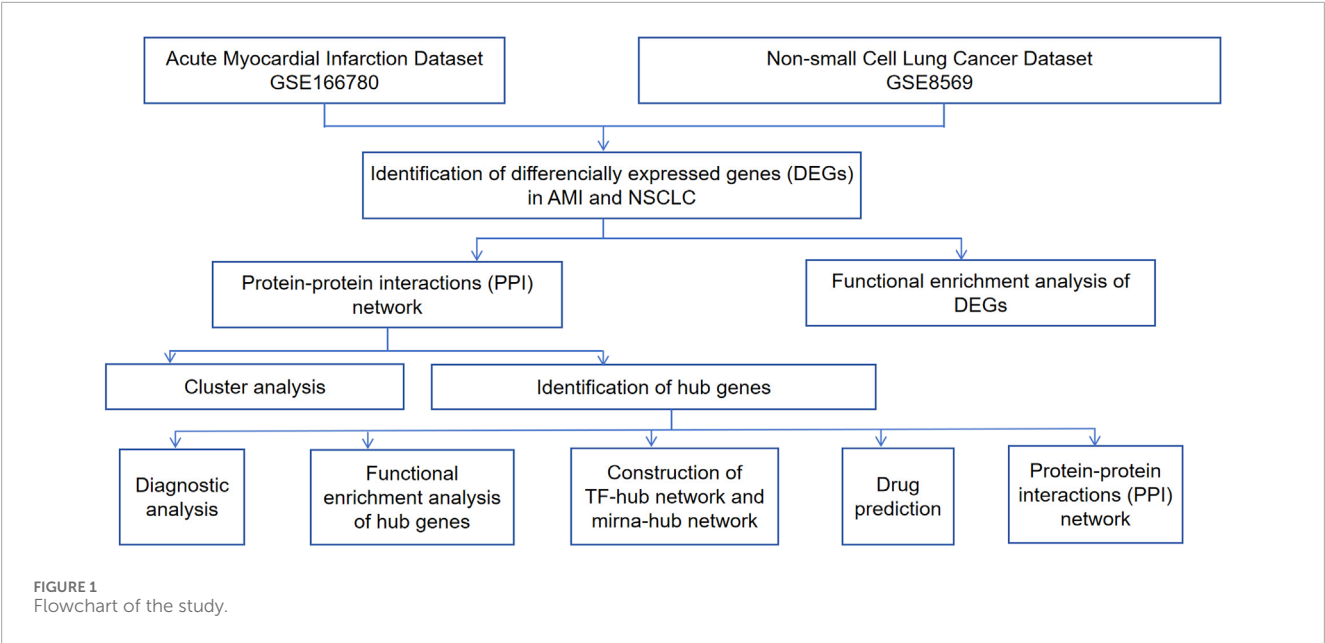 Acute Myocardial Infarction Dataset
GSE166780
Non-small Cell Lung Cancer Dataset
GSE8569
Identification of differencially expressed genes (DEGs)
in AMI and NSCLC
Protein-protein interactions (PPI)
network
Functional enrichment analysis of
DEGs
Cluster analysis
Identification of hub genes
Diagnostic
analysis
Functional
enrichment analysis
of hub genes
Construction of
TF-hub network and
mirna-hub network
Drug
prediction
Protein-protein
interactions (PPI)
network
FIGURE 1
Flowchart of the study.